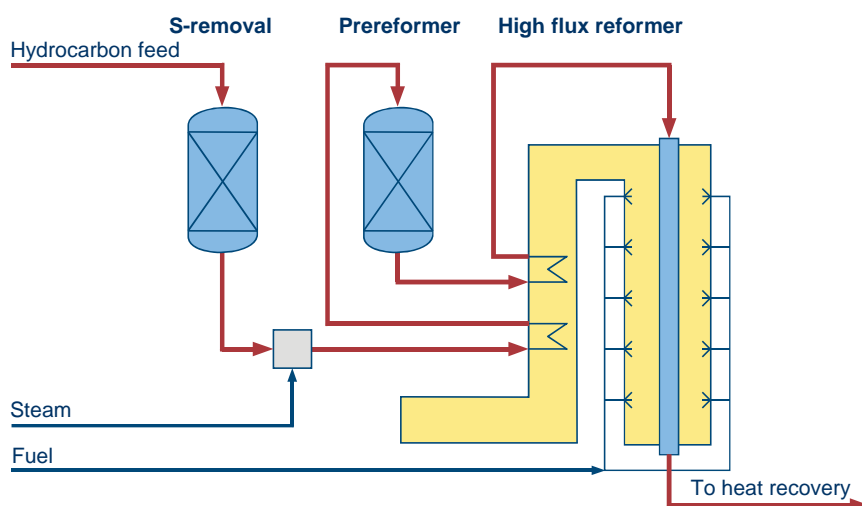 S-removal
Prereformer
High flux reformer
Hydrocarbon feed
Steam
Fuel
To heat recovery